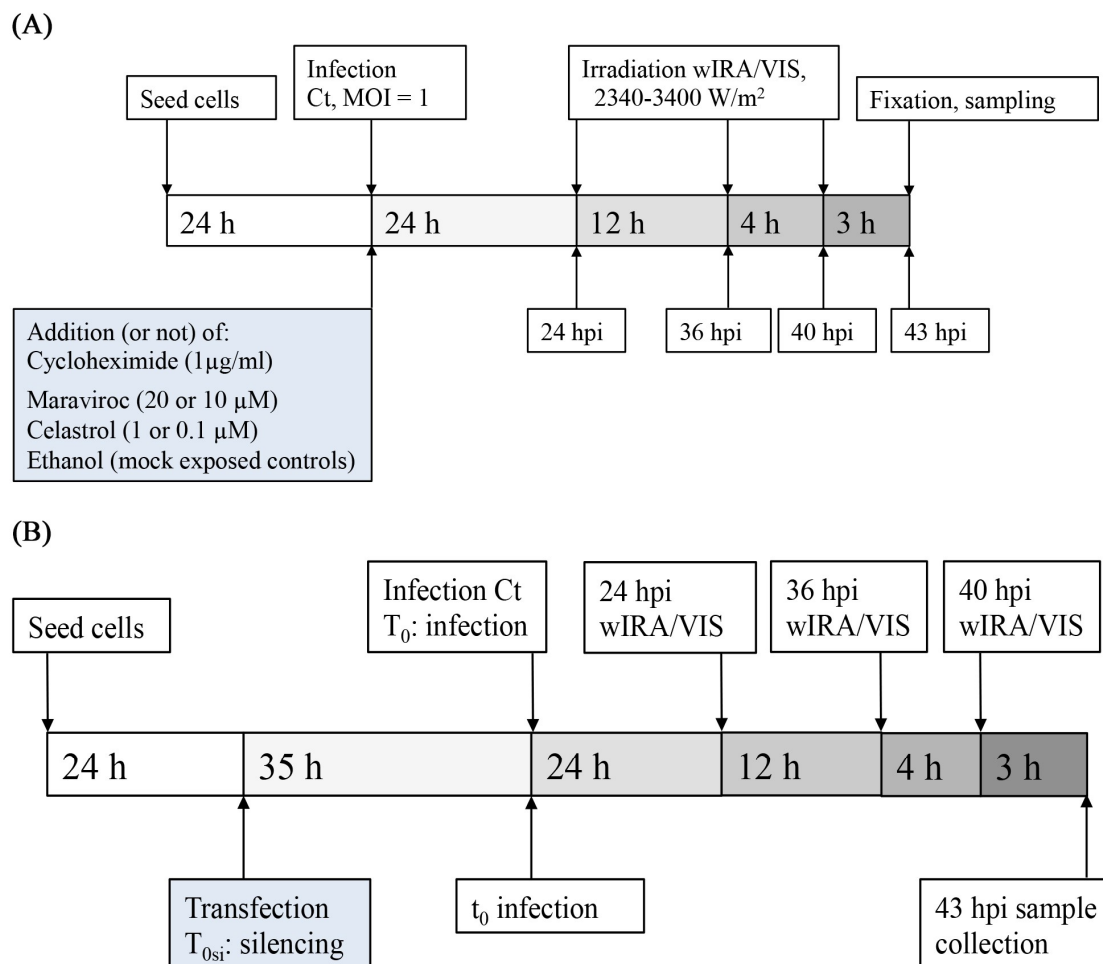 (A)
Seed cells
Infection
Ct, MOI = 1
Irradiation wIRA/VIS,
2340-3400 W/m²
Fixation, sampling
24 h
24 h
12 h
4 h
3 h
Addition (or not) of:
Cycloheximide (1µg/ml)
Maraviroc (20 or 10 µM)
Celastrol (1 or 0.1 µM)
Ethanol (mock exposed controls)
24 hpi
36 hpi
40 hpi
43 hpi
(B)
Seed cells
Infection Ct
T₀: infection
24 hpi
wIRA/VIS
36 hpi
wIRA/VIS
40 hpi
wIRA/VIS
24 h
35 h
24 h
12 h
4 h
3 h
Transfection
T₀si: silencing
t₀ infection
43 hpi sample
collection